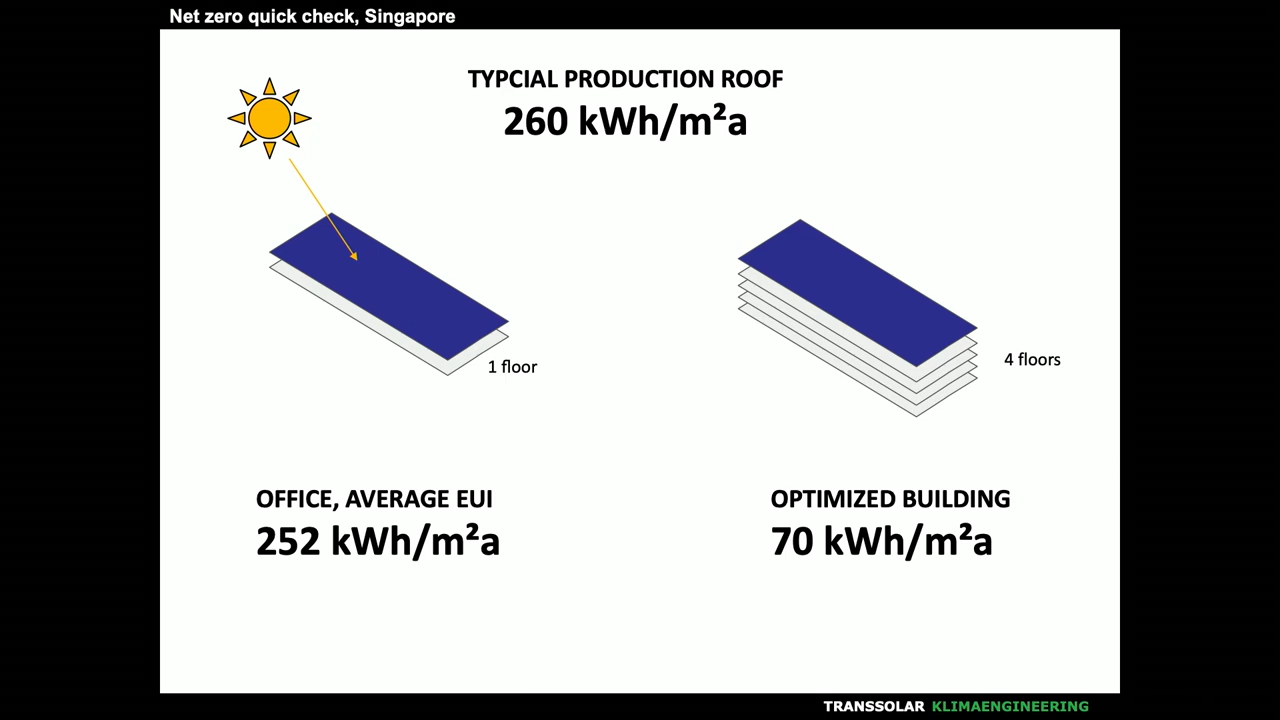 Net zero quick check, Singapore
TYPCIAL PRODUCTION ROOF
260 kWh/m²a
1 floor
4 floors
OFFICE, AVERAGE EUI
252 kWh/m²a
OPTIMIZED BUILDING
70 kWh/m²a
TRANSSOLAR KLIMAENGINEERING